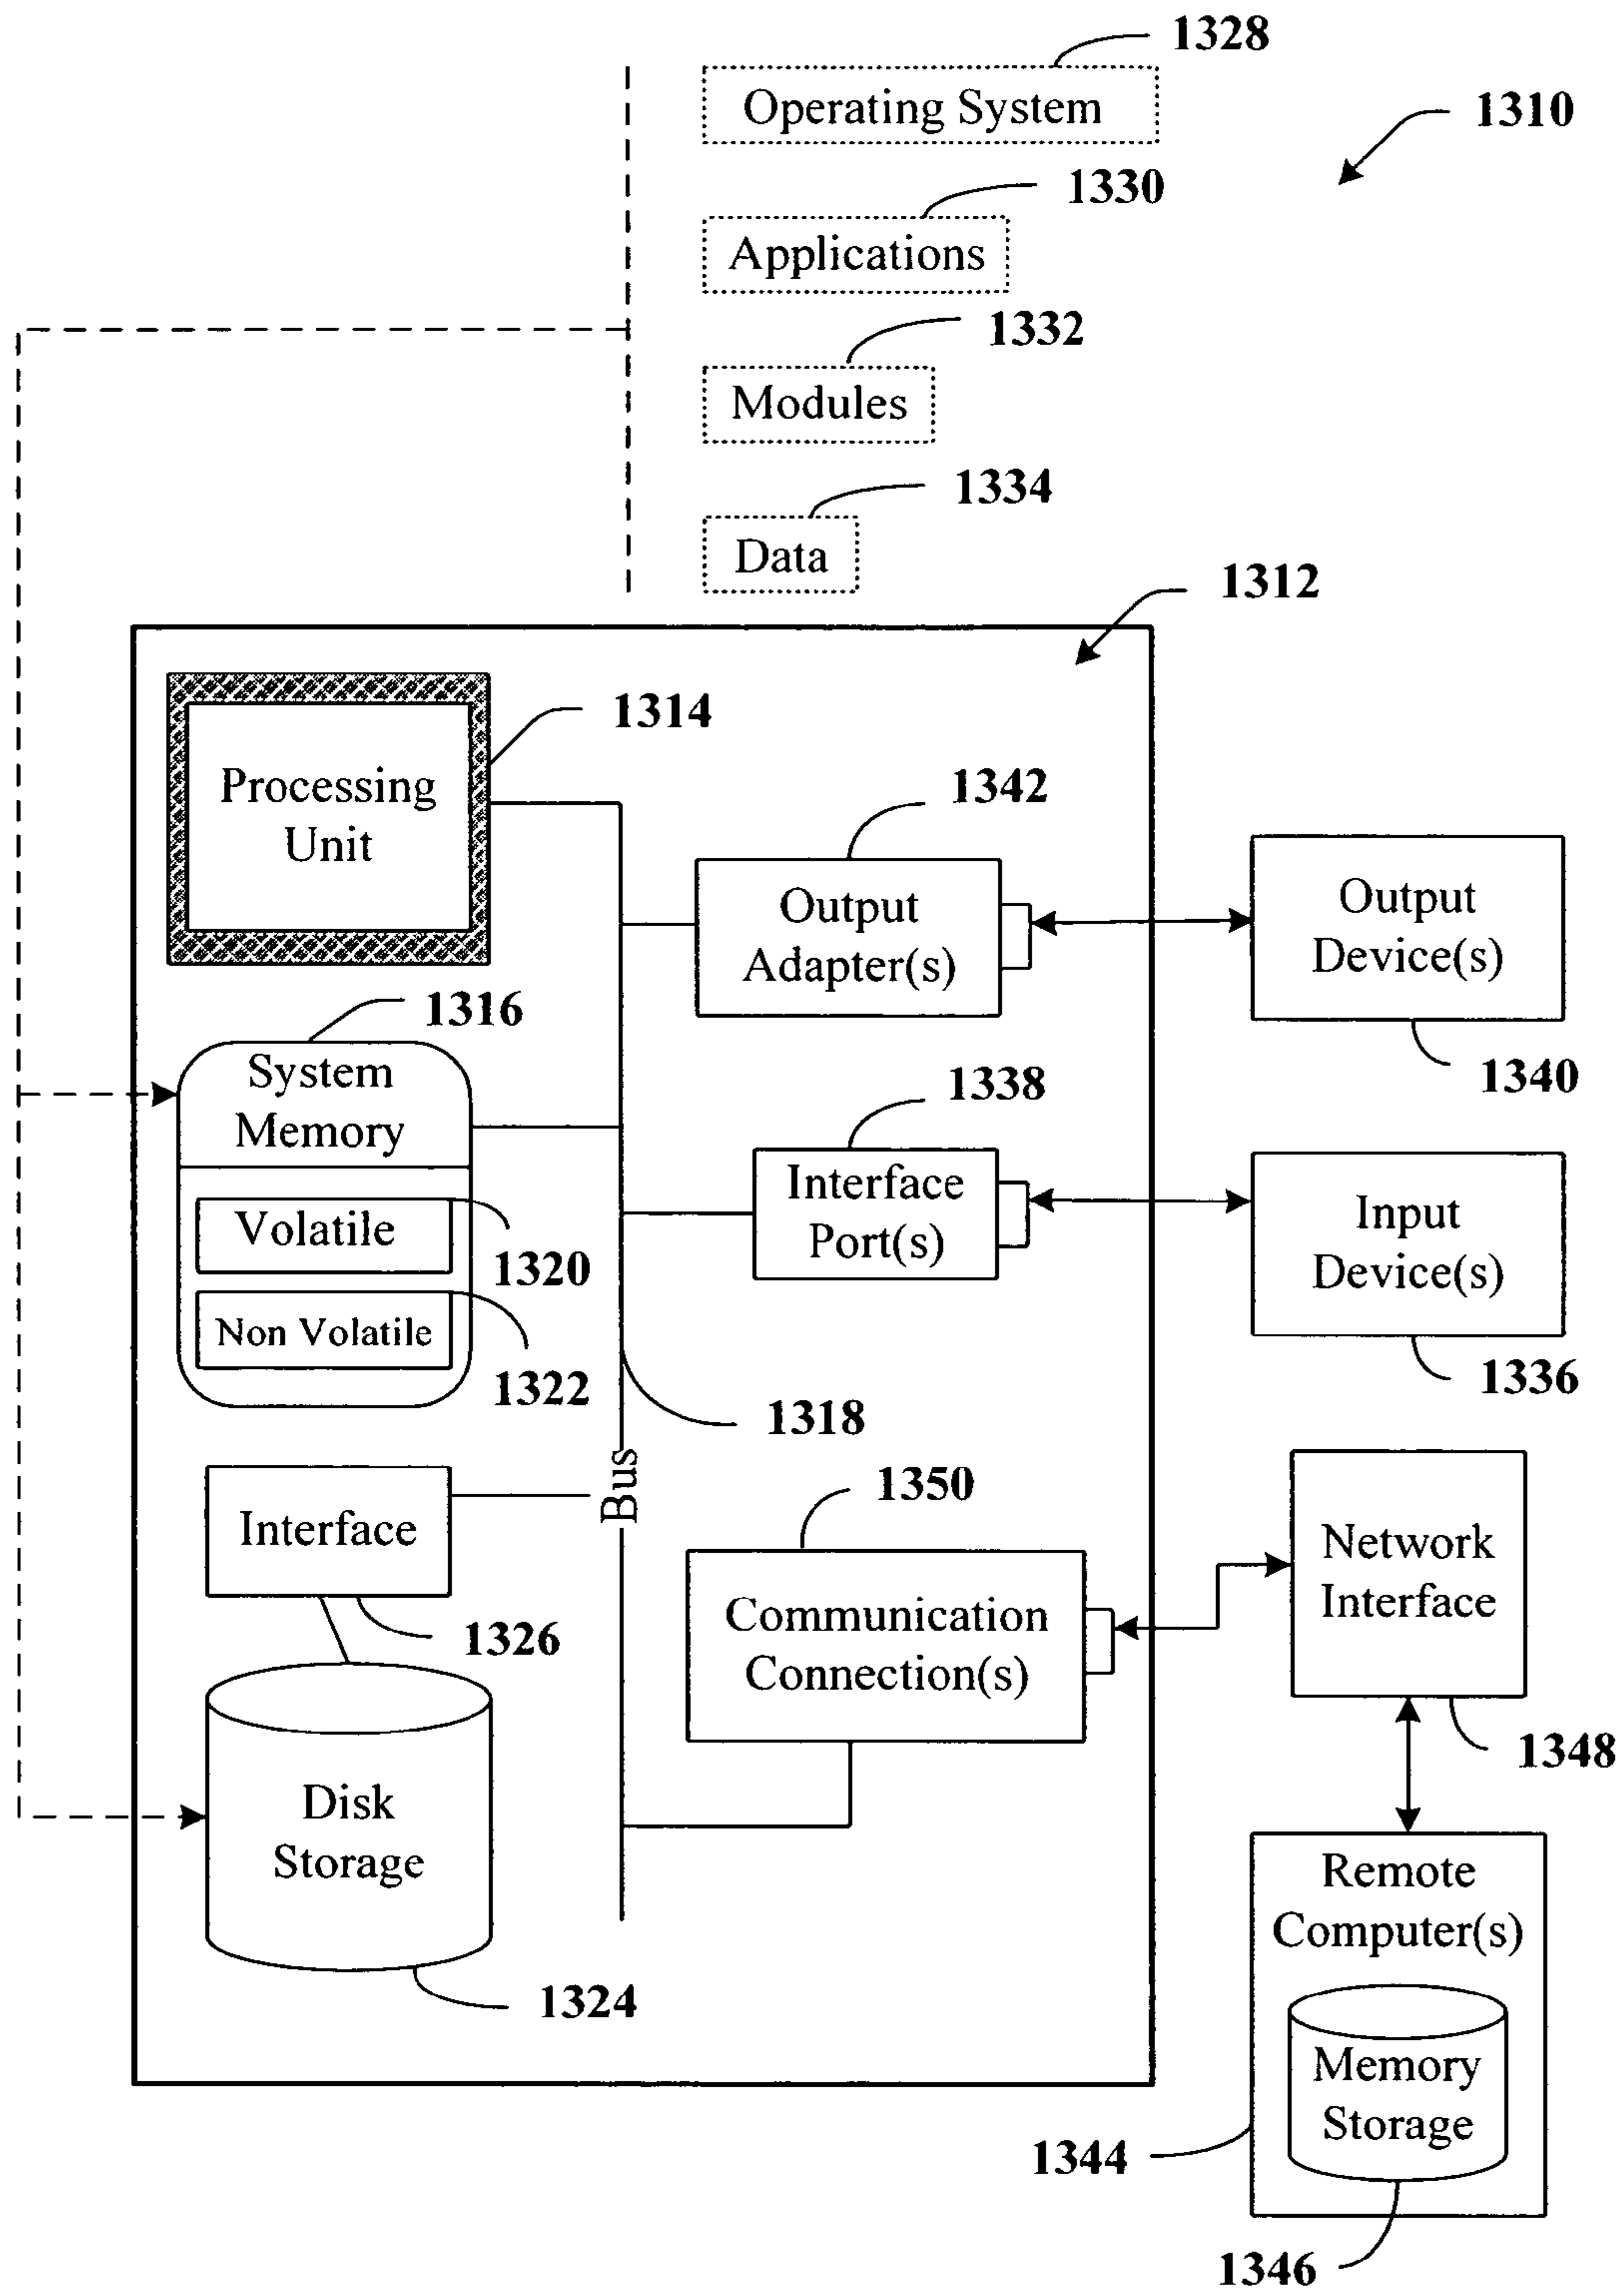 1328
Operating System
1310
1330
Applications
1332
Modules
1334
Data
1312
1314
Processing
Unit
1342
Output
Adapter(s)
Output
Device(s)
1340
1316
System
Memory
1338
Interface
Port(s)
Input
Device(s)
1336
Volatile
1320
Non Volatile
1322
1318
Bus
1350
Interface
1326
Communication
Connection(s)
Network
Interface
1348
Disk
Storage
1324
Remote
Computer(s)
Memory
Storage
1344
1346